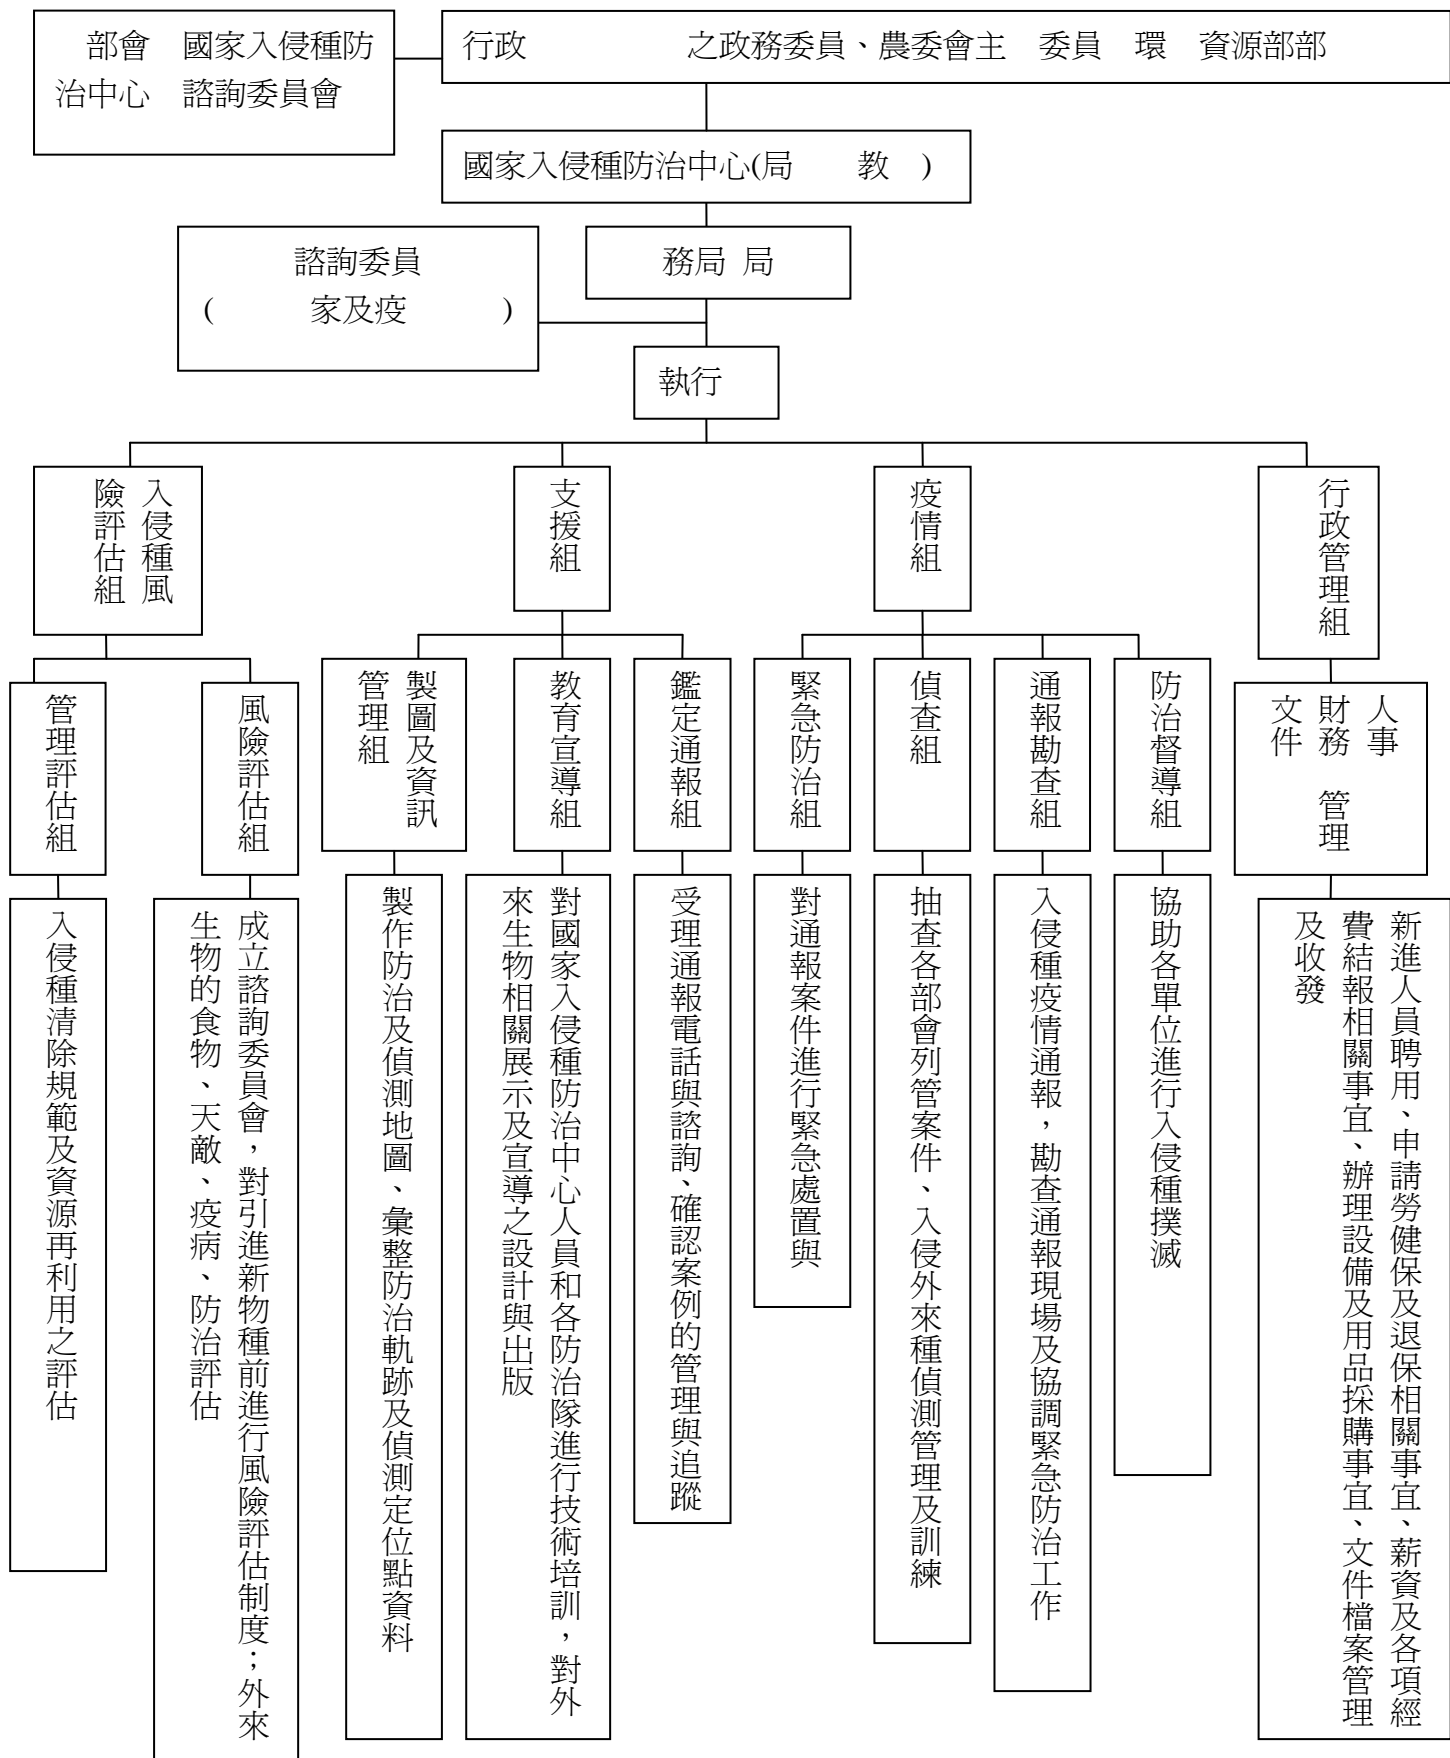 部會　國家入侵種防
治中心　諮詢委員會
行政　　　　　之政務委員、農委會主　委員　環　資源部部
國家入侵種防治中心(局　　教　)
諮詢委員
(　　　家及疫　　)
務局 局
執行
入侵種風
險評估組
支援組
疫情組
行政管理組
管理評估組
風險評估組
製圖及資訊
管理組
教育宣導組
鑑定通報組
緊急防治組
偵查組
通報勘查組
防治督導組
人事
財務　管理
文件
入侵種清除規範及資源再利用之評估
成立諮詢委員會，對引進新物種前進行風險評估制度；外來
生物的食物、天敵、疫病、防治評估
製作防治及偵測地圖、彙整防治軌跡及偵測定位點資料
對國家入侵種防治中心人員和各防治隊進行技術培訓，對外
來生物相關展示及宣導之設計與出版
受理通報電話與諮詢、確認案例的管理與追蹤
對通報案件進行緊急處置與
抽查各部會列管案件、入侵外來種偵測管理及訓練
入侵種疫情通報，勘查通報現場及協調緊急防治工作
協助各單位進行入侵種撲滅
新進人員聘用、申請勞健保及退保相關事宜、薪資及各項經
費結報相關事宜、辦理設備及用品採購事宜、文件檔案管理
及收發